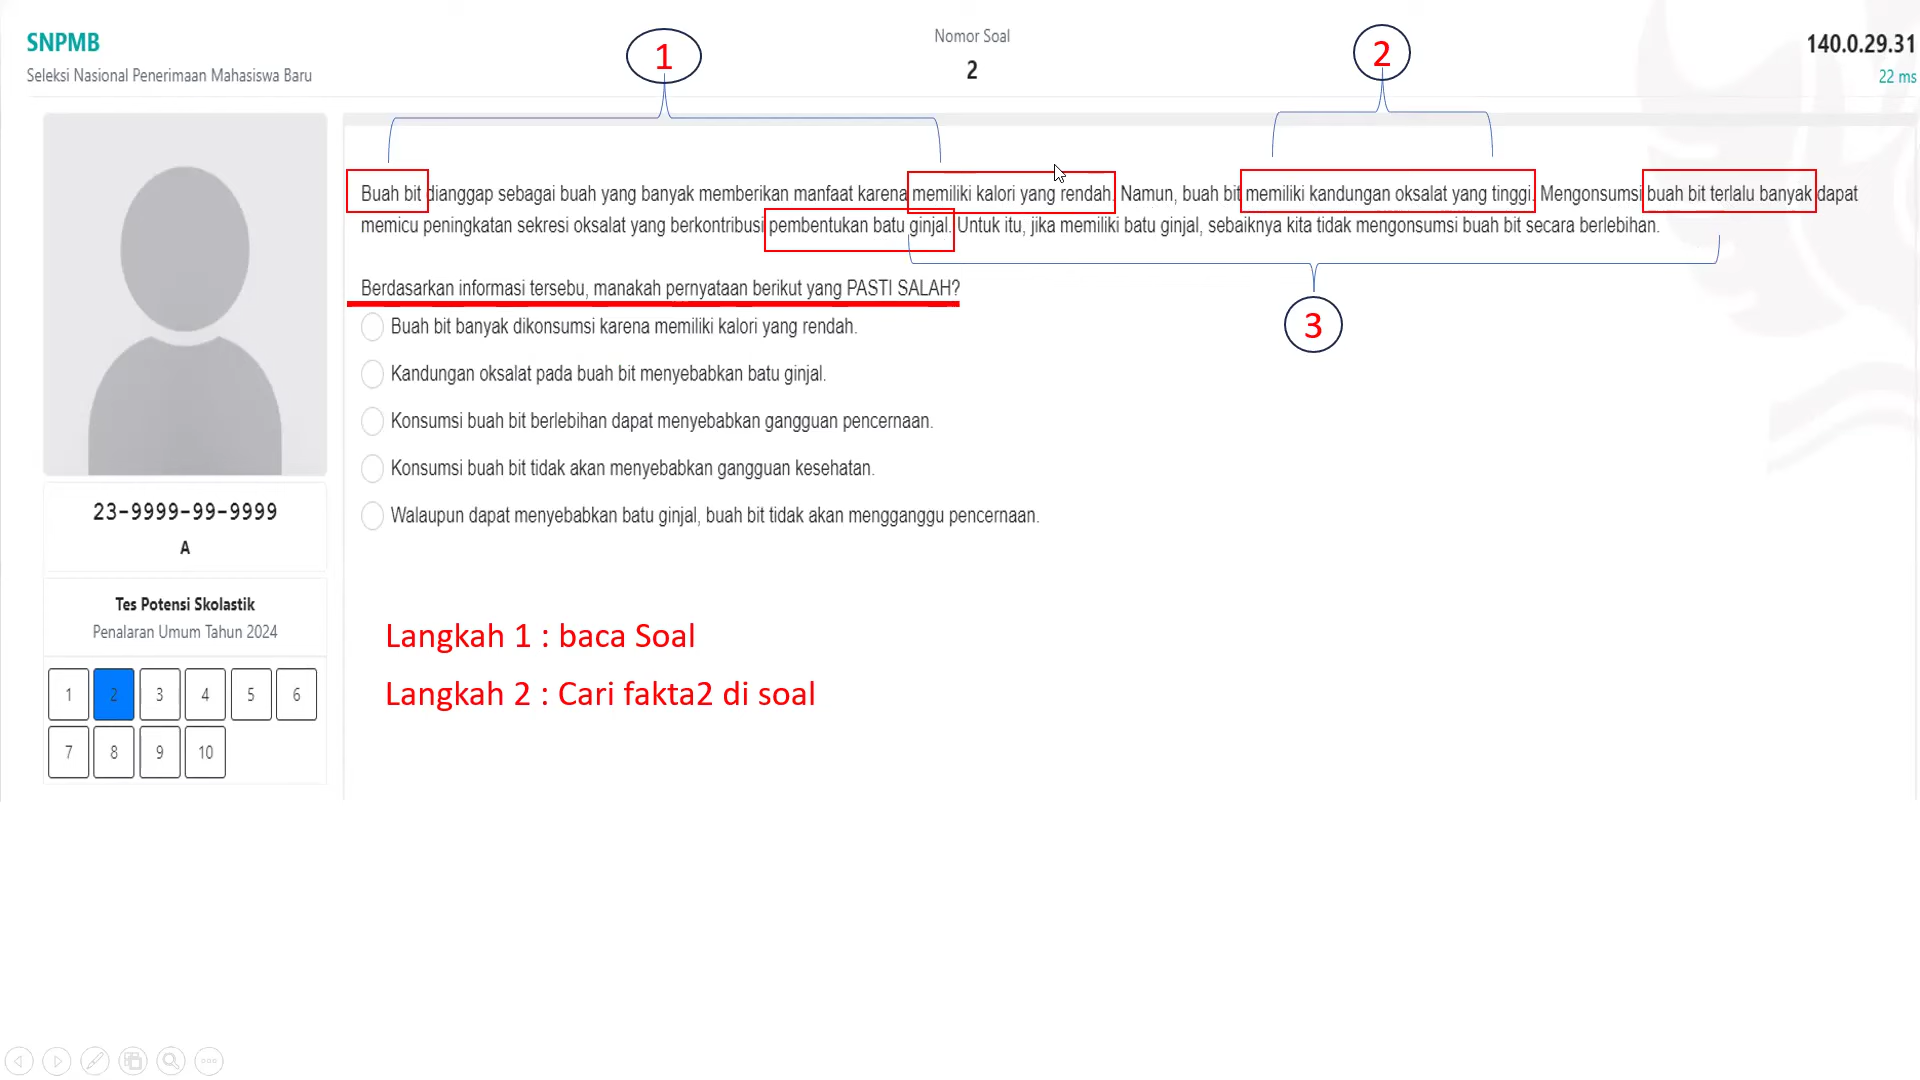 SNPMB
Seleksi Nasional Penerimaan Mahasiswa Baru
1
Nomor Soal
2
2
140.0.29.31
22 ms
Buah bit dianggap sebagai buah yang banyak memberikan manfaat karena memiliki kalori yang rendah. Namun, buah bit memiliki kandungan oksalat yang tinggi. Mengonsumsi buah bit terlalu banyak dapat
memicu peningkatan sekresi oksalat yang berkontribusi pembentukan batu ginjal. Untuk itu, jika memiliki batu ginjal, sebaiknya kita tidak mengonsumsi buah bit secara berlebihan.
3
Berdasarkan informasi tersebut, manakah pernyataan berikut yang PASTI SALAH?
Buah bit banyak dikonsumsi karena memiliki kalori yang rendah.
Kandungan oksalat pada buah bit menyebabkan batu ginjal.
Konsumsi buah bit berlebihan dapat menyebabkan gangguan pencernaan.
Konsumsi buah bit tidak akan menyebabkan gangguan kesehatan.
Walaupun dapat menyebabkan batu ginjal, buah bit tidak akan mengganggu pencernaan.
23-9999-99-9999
A
Tes Potensi Skolastik
Penalaran Umum Tahun 2024
1 2 3 4 5 6
7 8 9 10
Langkah 1 : baca Soal
Langkah 2 : Cari fakta2 di soal